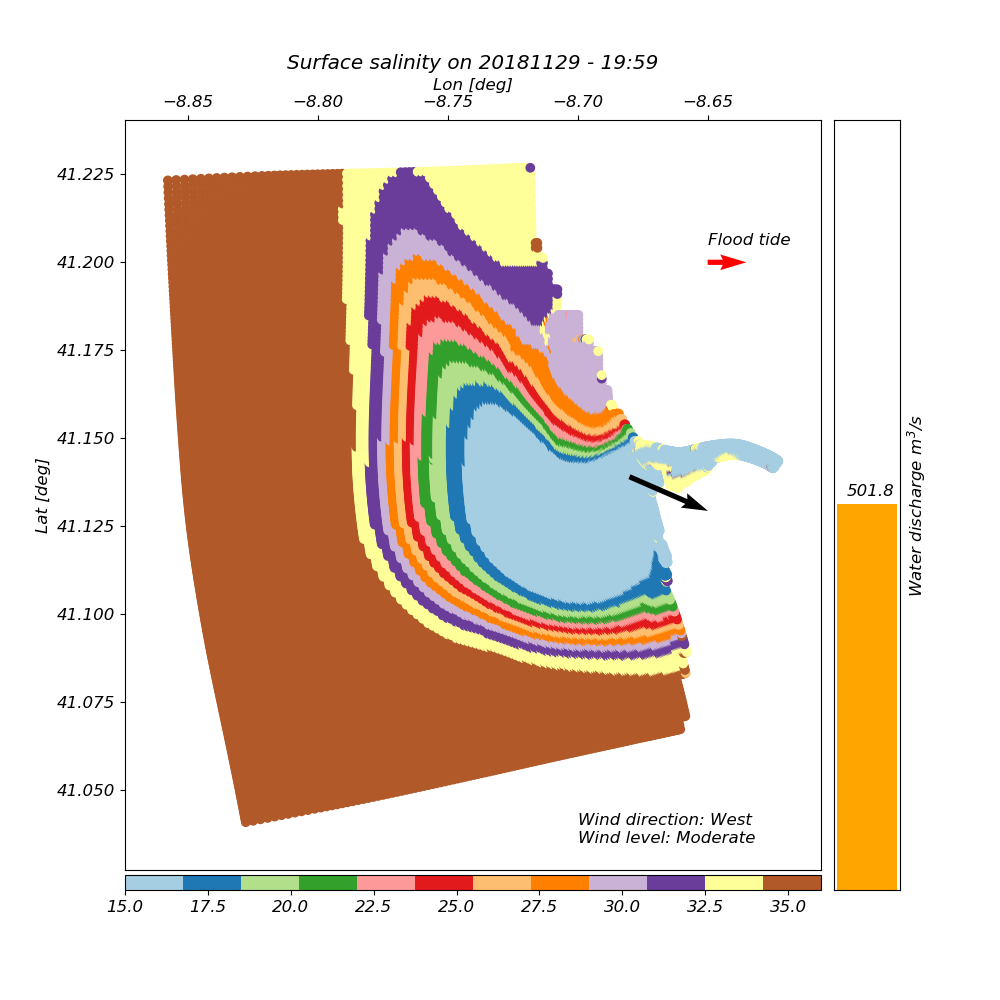 Surface salinity on 20181129 - 19:59
Lon [deg]
−8.85 −8.80 −8.75 −8.70 −8.65
41.225
41.200
41.175
41.150
41.125
41.100
41.075
41.050
Lat [deg]
Flood tide
Wind direction: West
Wind level: Moderate
501.8
Water discharge m³/s
15.0 17.5 20.0 22.5 25.0 27.5 30.0 32.5 35.0